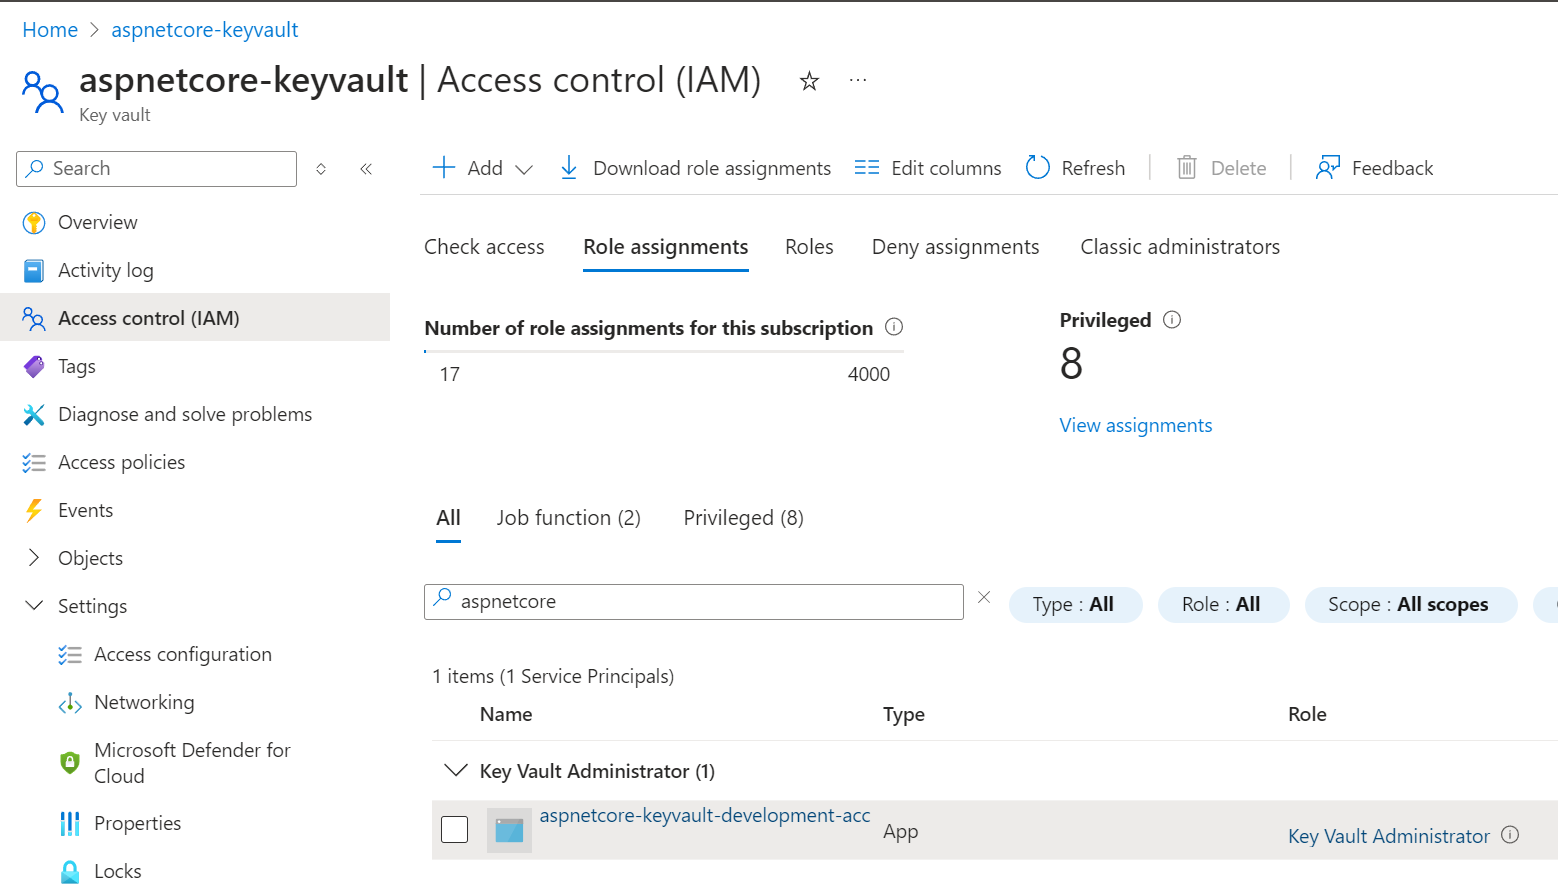 Home > aspnetcore-keyvault
aspnetcore-keyvault | Access control (IAM) ☆ ...
Key vault
Search
Overview
Activity log
Access control (IAM)
Tags
Diagnose and solve problems
Access policies
Events
Objects
Settings
Access configuration
Networking
Microsoft Defender for
Cloud
Properties
Locks
Add Download role assignments Edit columns Refresh Delete Feedback
Check access Role assignments Roles Deny assignments Classic administrators
Number of role assignments for this subscription
17 4000
Privileged
8
View assignments
All Job function (2) Privileged (8)
aspnetcore
Type : All Role : All Scope : All scopes
1 items (1 Service Principals)
Name Type Role
Key Vault Administrator (1)
aspnetcore-keyvault-development-acc App Key Vault Administrator